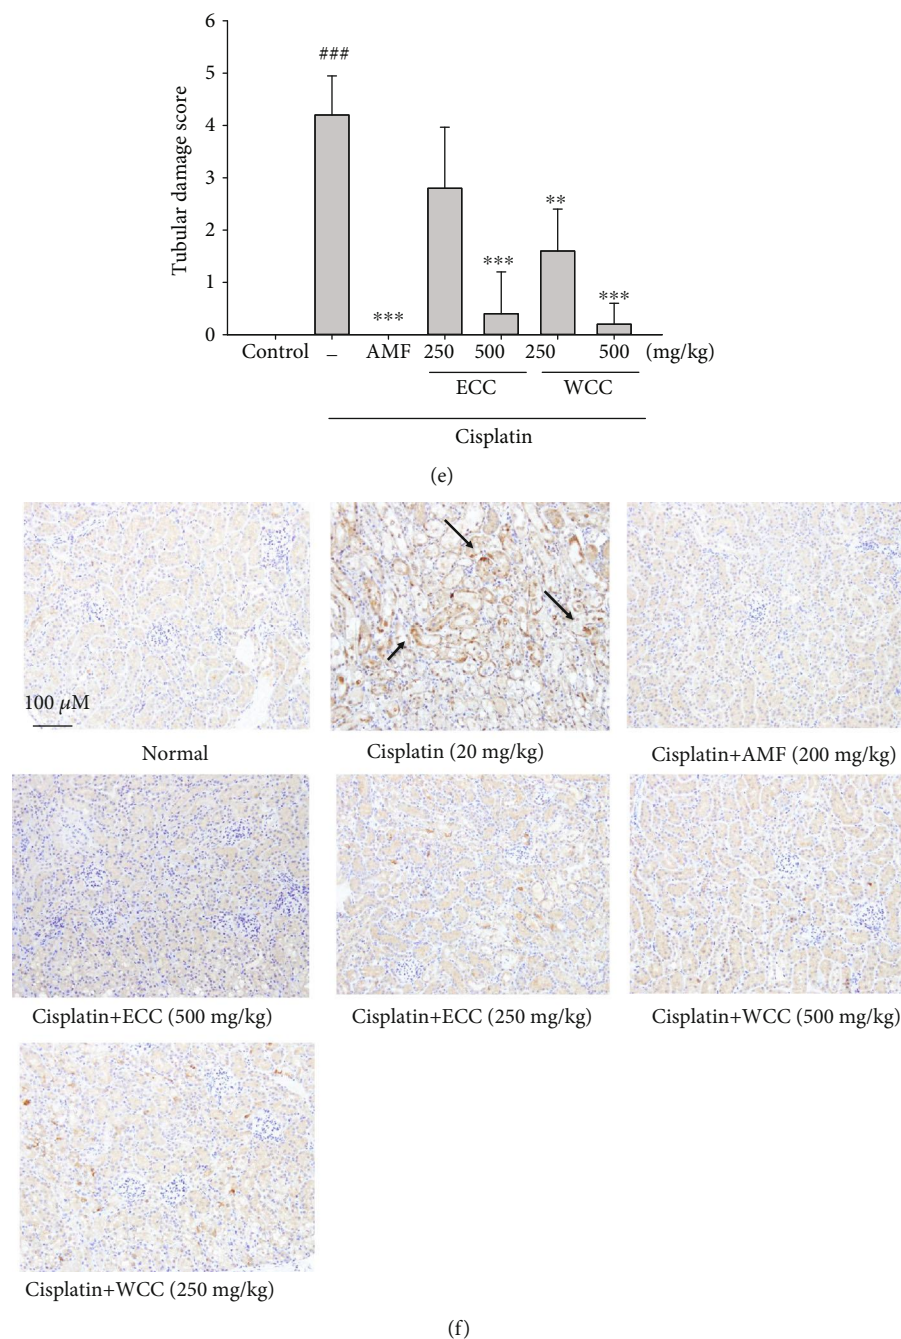 6
###
5
4
3
**
2
***
1
***
***
0
Tubular damage score
Control – AMF 250 500 250 500 (mg/kg)
ECC WCC
Cisplatin
(e)
100 μM
Normal Cisplatin (20 mg/kg) Cisplatin+AMF (200 mg/kg)
Cisplatin+ECC (500 mg/kg) Cisplatin+ECC (250 mg/kg) Cisplatin+WCC (500 mg/kg)
Cisplatin+WCC (250 mg/kg)
(f)